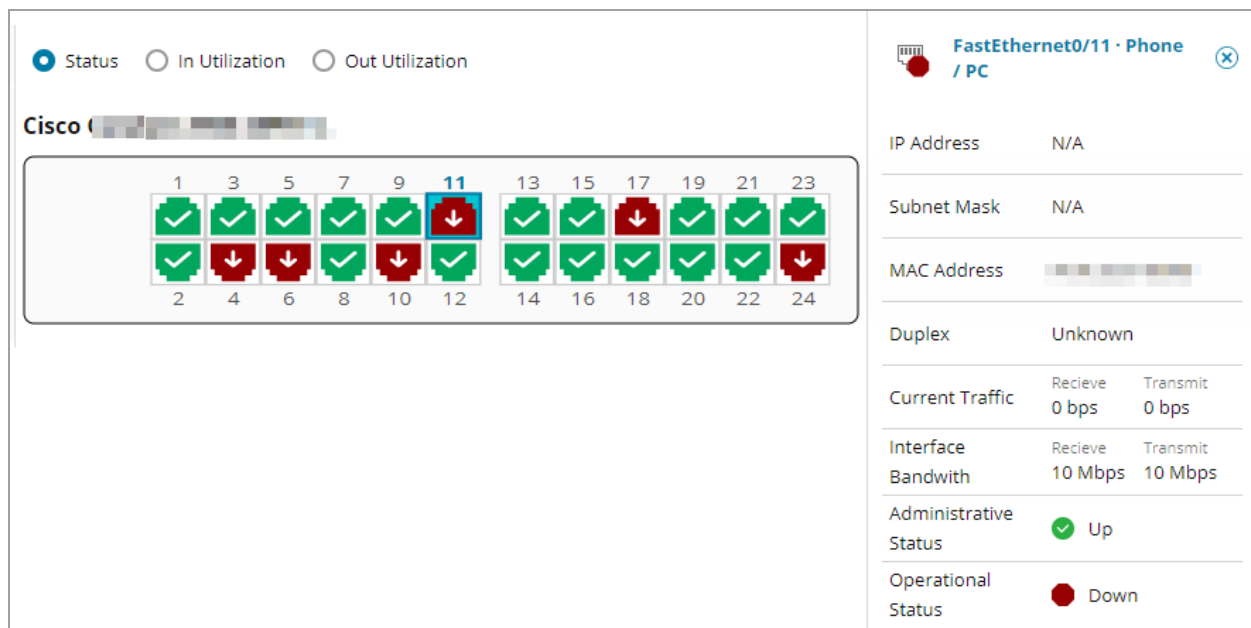 Status In Utilization Out Utilization
Cisco
1 3 5 7 9 11 13 15 17 19 21 23
2 4 6 8 10 12 14 16 18 20 22 24
FastEthernet0/11 · Phone
/ PC
IP Address N/A
Subnet Mask N/A
MAC Address
Duplex Unknown
Current Traffic
Recieve Transmit
0 bps 0 bps
Interface
Bandwith
Recieve Transmit
10 Mbps 10 Mbps
Administrative
Status
Up
Operational
Status
Down